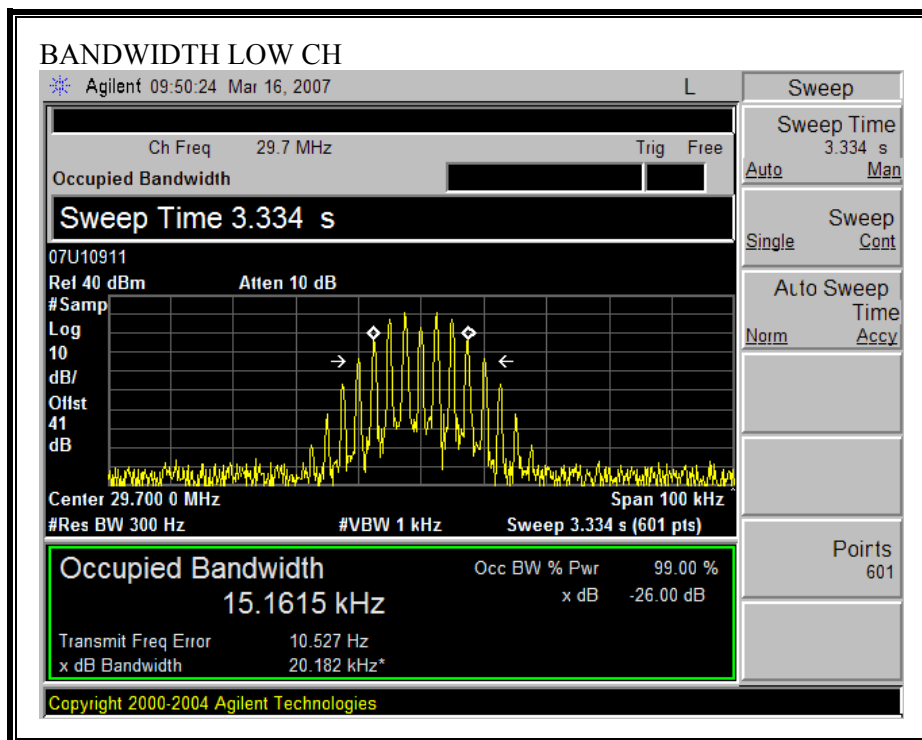 BANDWIDTH LOW CH
Agilent 09:50:24 Mar 16, 2007 L
Sweep
Ch Freq 29.7 MHz Trig Free
Occupied Bandwidth
Sweep Time 3.334 s
07U10911
Ref 40 dBm Atten 10 dB
#Samp
Log
10
dB/
Offst
41
dB
Center 29.700 0 MHz Span 100 kHz
#Res BW 300 Hz #VBW 1 kHz Sweep 3.334 s (601 pts)
Occupied Bandwidth Occ BW % Pwr 99.00 %
15.1615 kHz x dB -26.00 dB
Transmit Freq Error 10.527 Hz
x dB Bandwidth 20.182 kHz*
Copyright 2000-2004 Agilent Technologies
Sweep Time
3.334 s
Auto Man
Sweep
Single Cont
Auto Sweep
Time
Norm Accy
Points
601